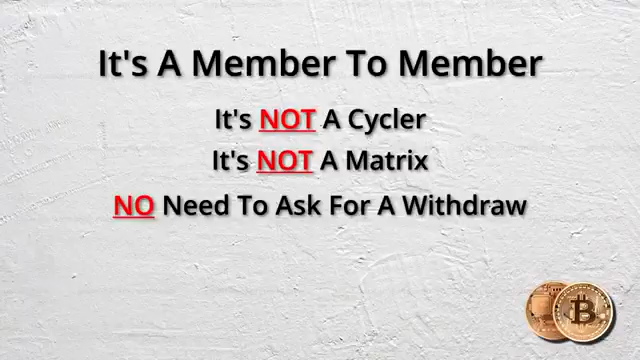 It's A Member To Member
It's NOT A Cycler
It's NOT A Matrix
NO Need To Ask For A Withdraw